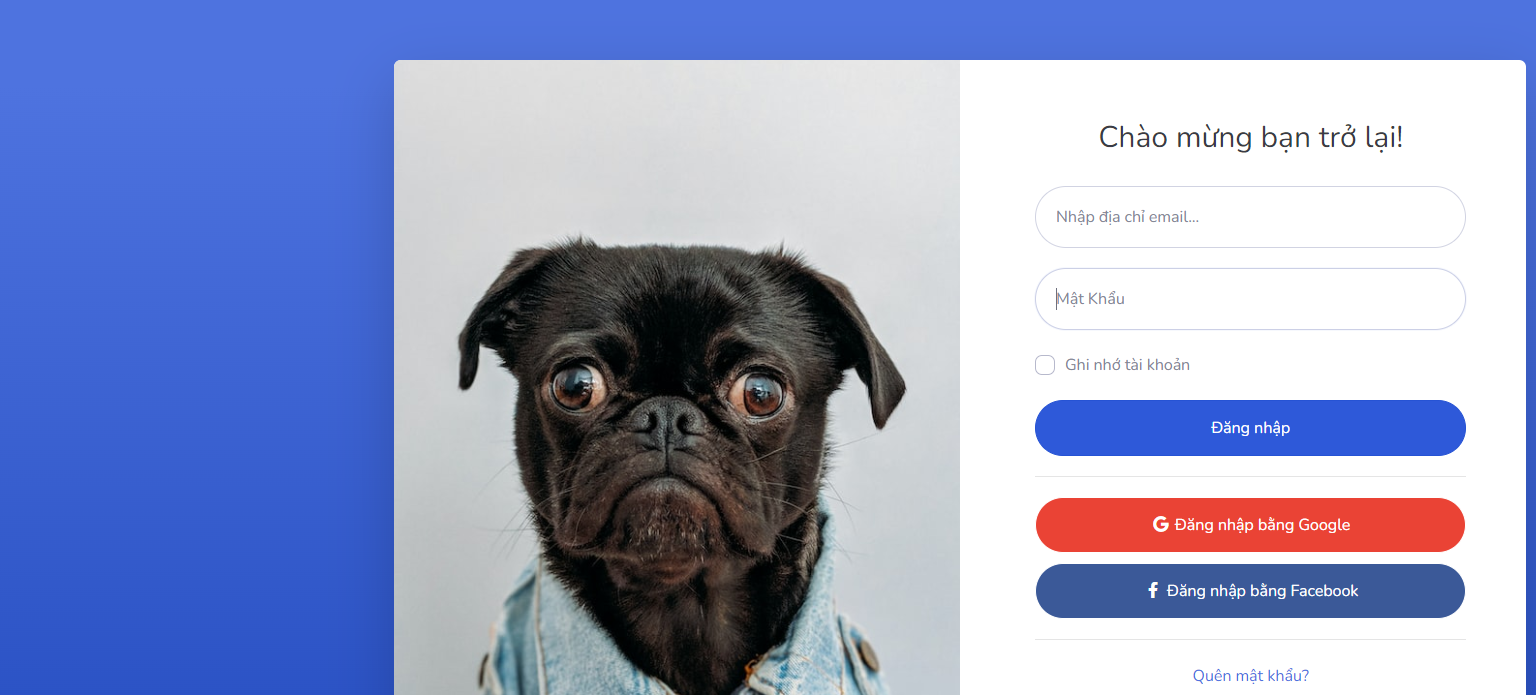 Chào mừng bạn trở lại!
Nhập địa chỉ email...
Mật Khẩu
Ghi nhớ tài khoản
Đăng nhập
Đăng nhập bằng Google
Đăng nhập bằng Facebook
Quên mật khẩu?